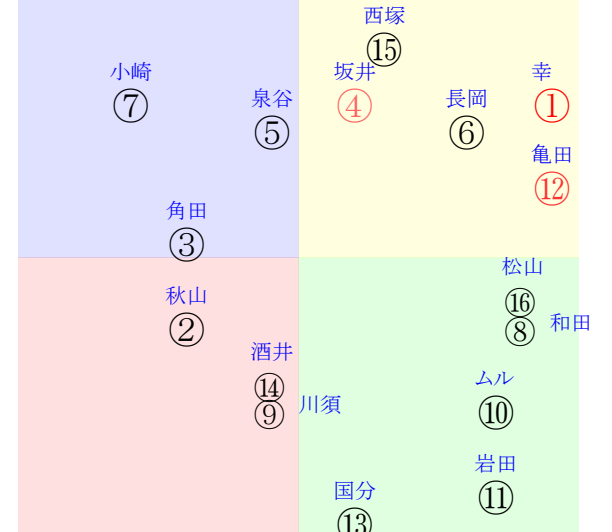 西塚
⑮
小崎
⑦
泉谷
⑤
坂井
④
長岡
⑥
幸
①
亀田
⑫
角田
③
松山
⑯
⑧ 和田
秋山
②
酒井
⑭
⑨ 川須
ムル
⑩
岩田
⑪
国分
⑬